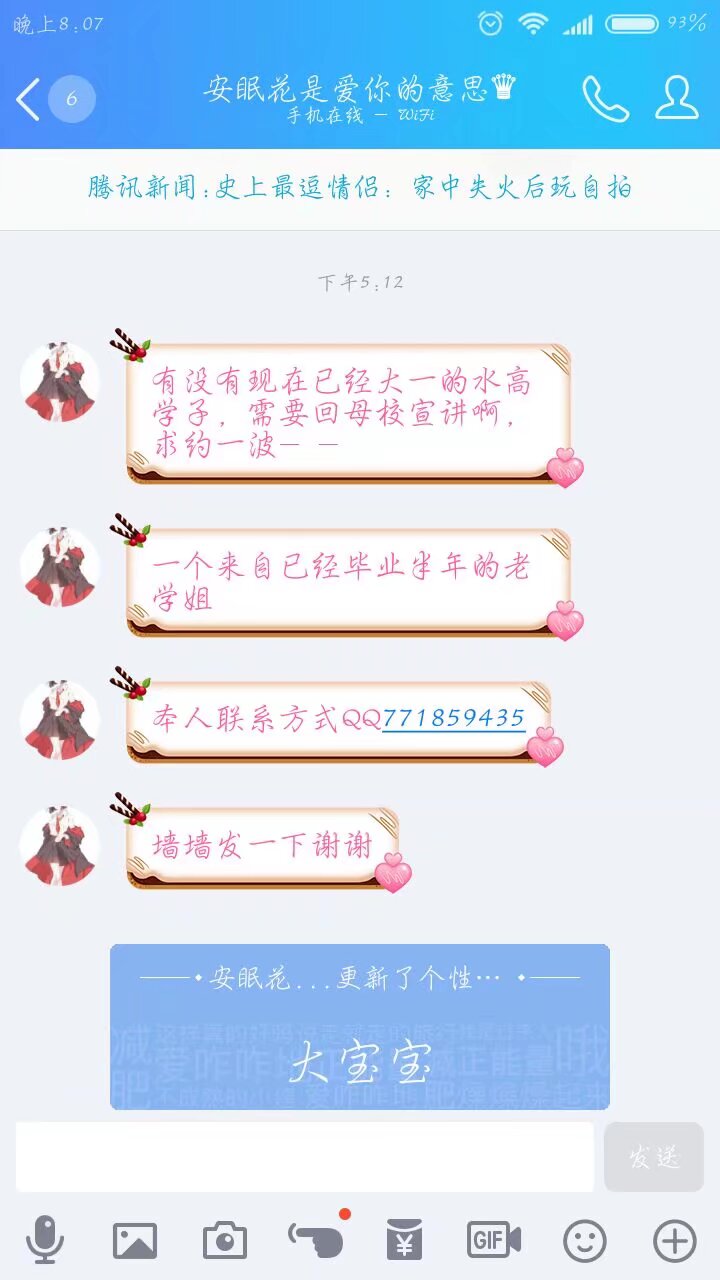 晚上8:07
93%
6
安眠花是爱你的意思
手机在线 - WiFi
腾讯新闻:史上最逗情侣：家中失火后玩自拍
下午5:12
有没有现在已经大一的水高
学子，需要回母校宣讲啊，
求约一波- -
一个来自已经毕业半年的老
学姐
本人联系方式QQ771859435
墙墙发一下谢谢
安眠花...更新了个性…
大宝宝
发送
GIF